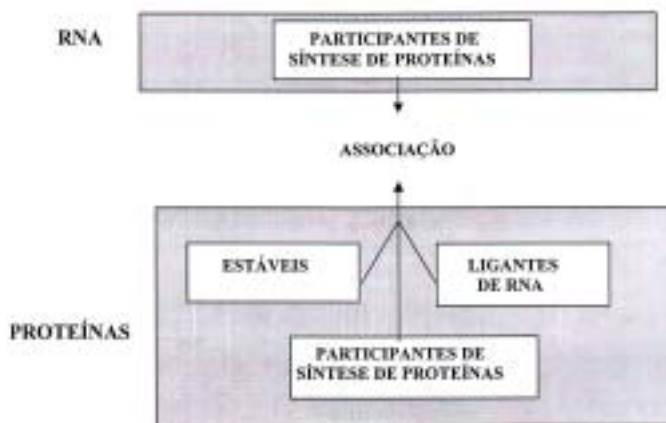 RNA
PARTICIPANTES DE
SÍNTESE DE PROTEÍNAS
ASSOCIAÇÃO
ESTÁVEIS
LIGANTES
DE RNA
PROTEÍNAS
PARTICIPANTES DE
SÍNTESE DE PROTEÍNAS